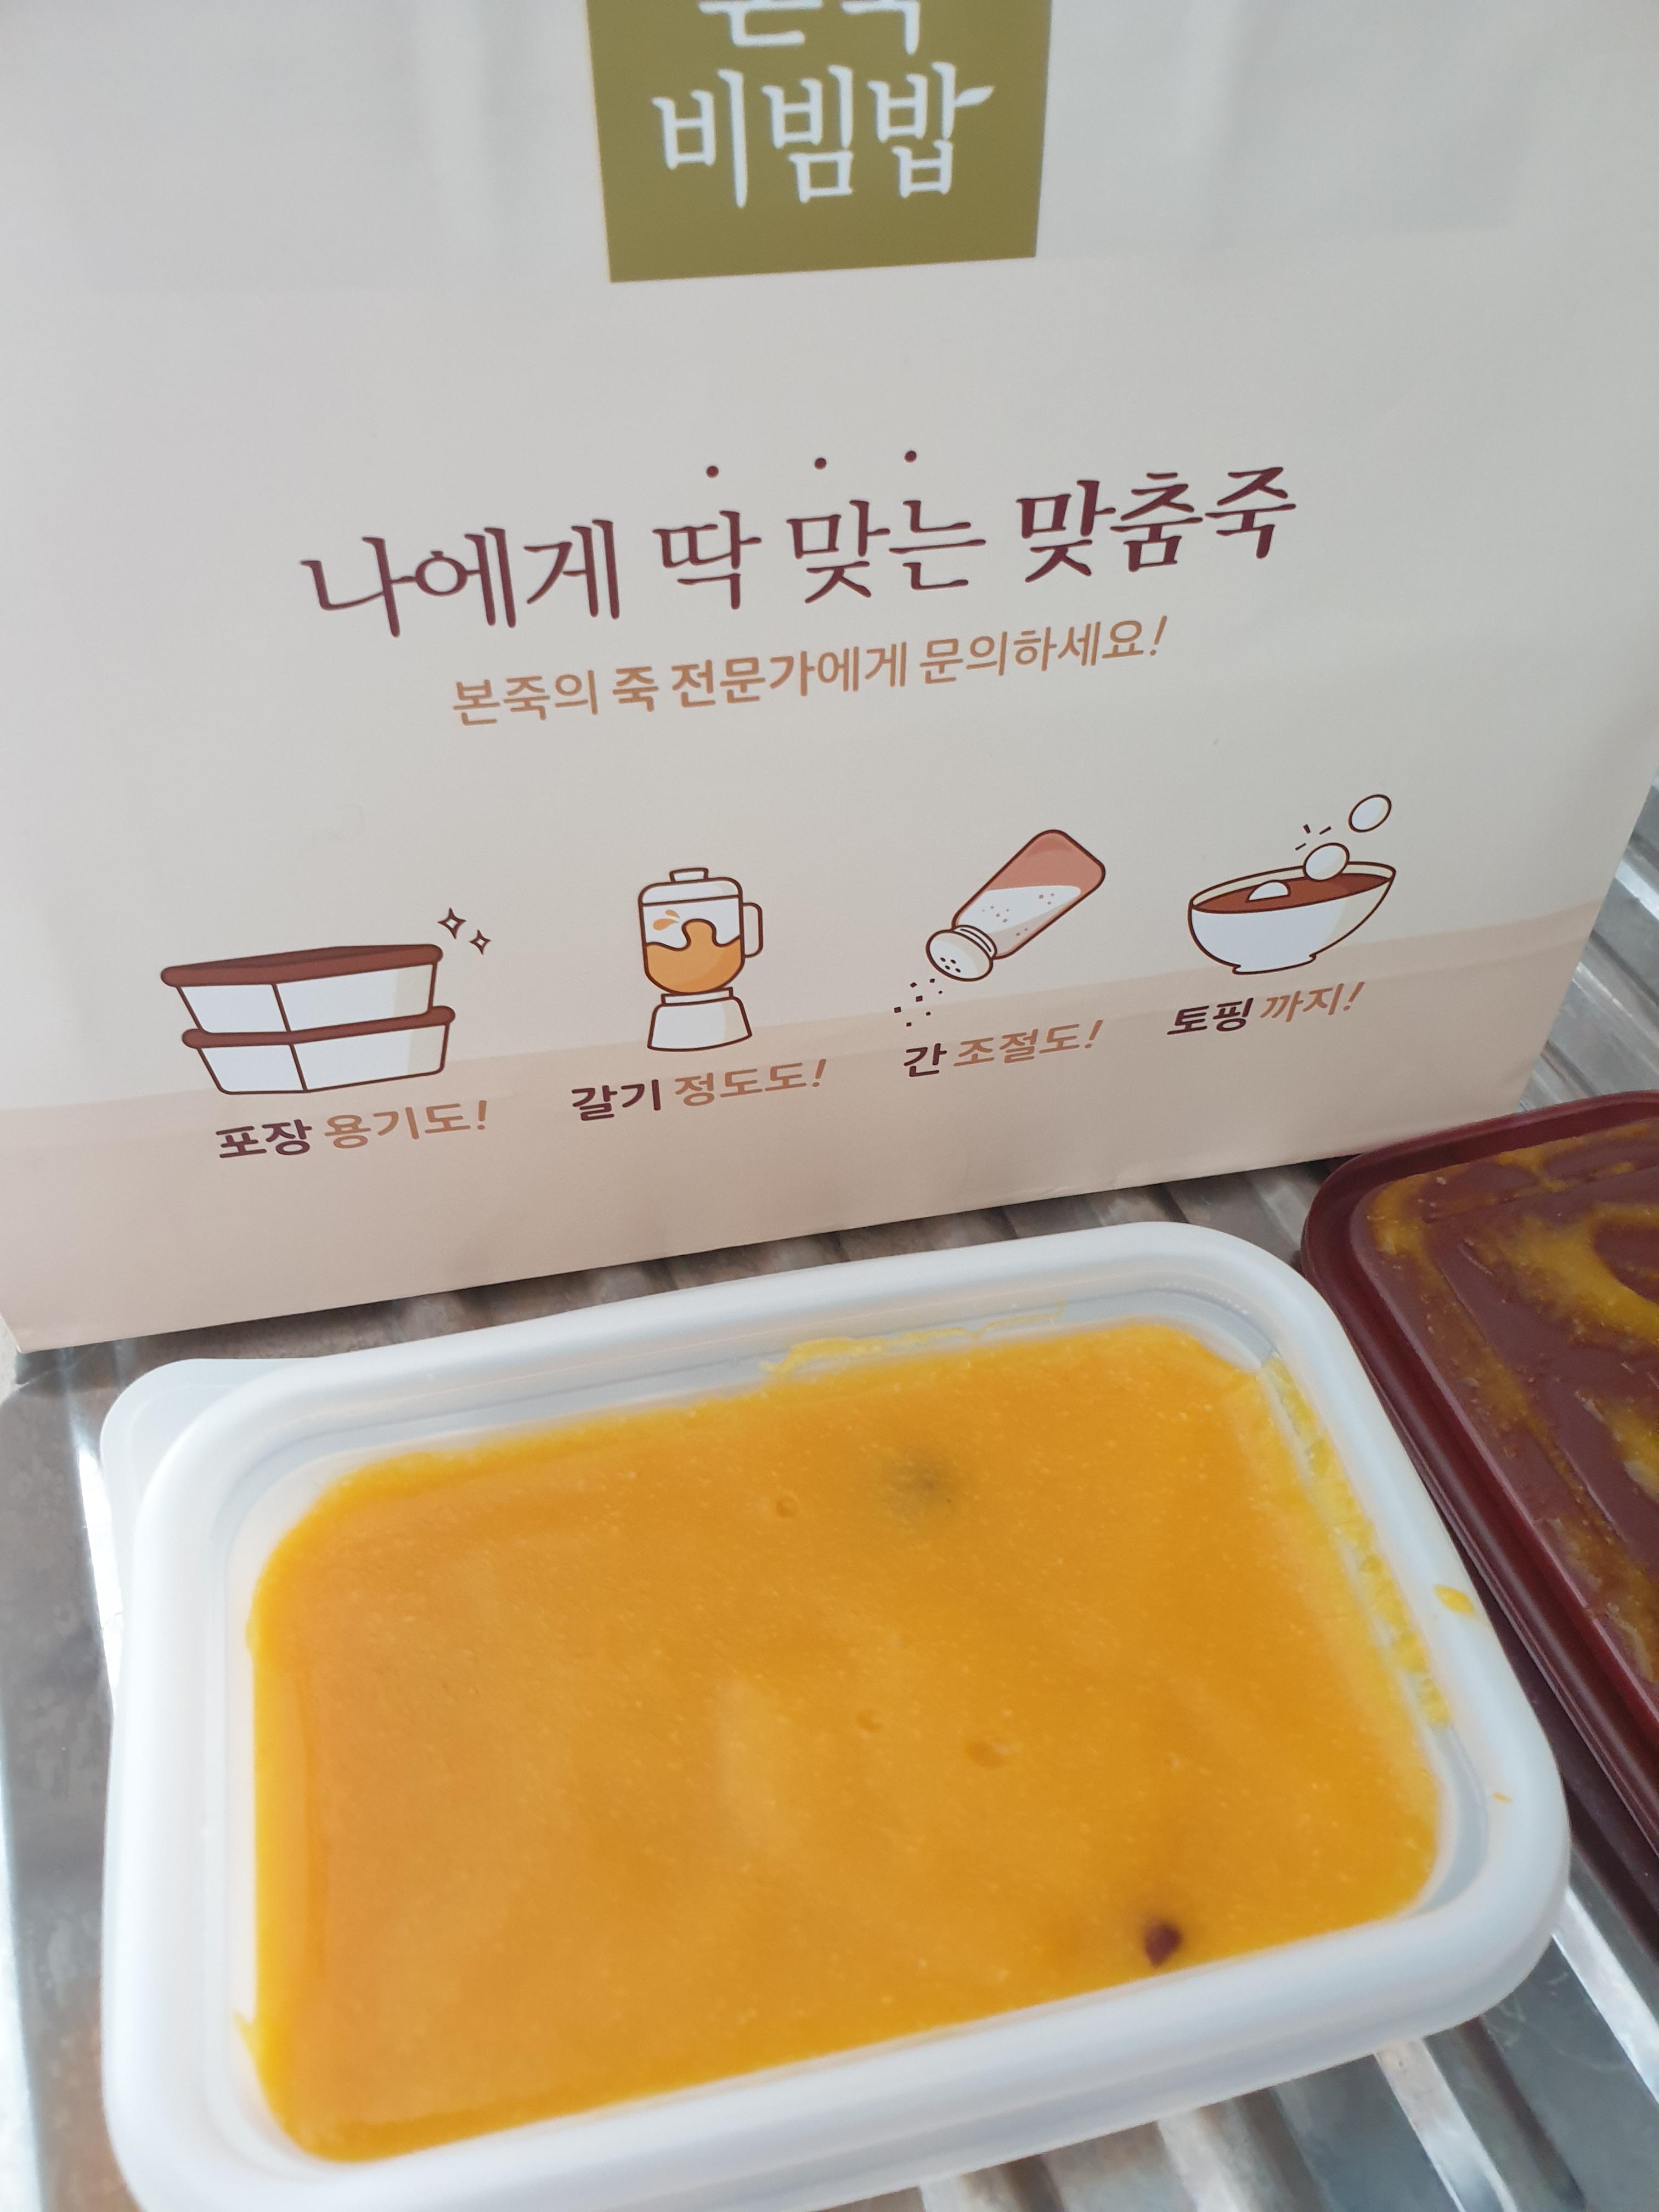 본죽
비빔밥
나에게 딱 맞는 맞춤죽
본죽의 죽 전문가에게 문의하세요!
포장 용기도!
갈기 정도도!
간 조절도!
토핑 까지!